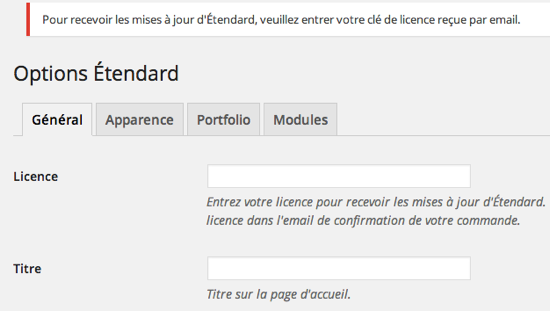 Pour recevoir les mises à jour d'Étendard, veuillez entrer votre clé de licence reçue par email.
Options Étendard
Général Apparence Portfolio Modules
Licence
Entrez votre licence pour recevoir les mises à jour d'Étendard.
licence dans l'email de confirmation de votre commande.
Titre
Titre sur la page d'accueil.